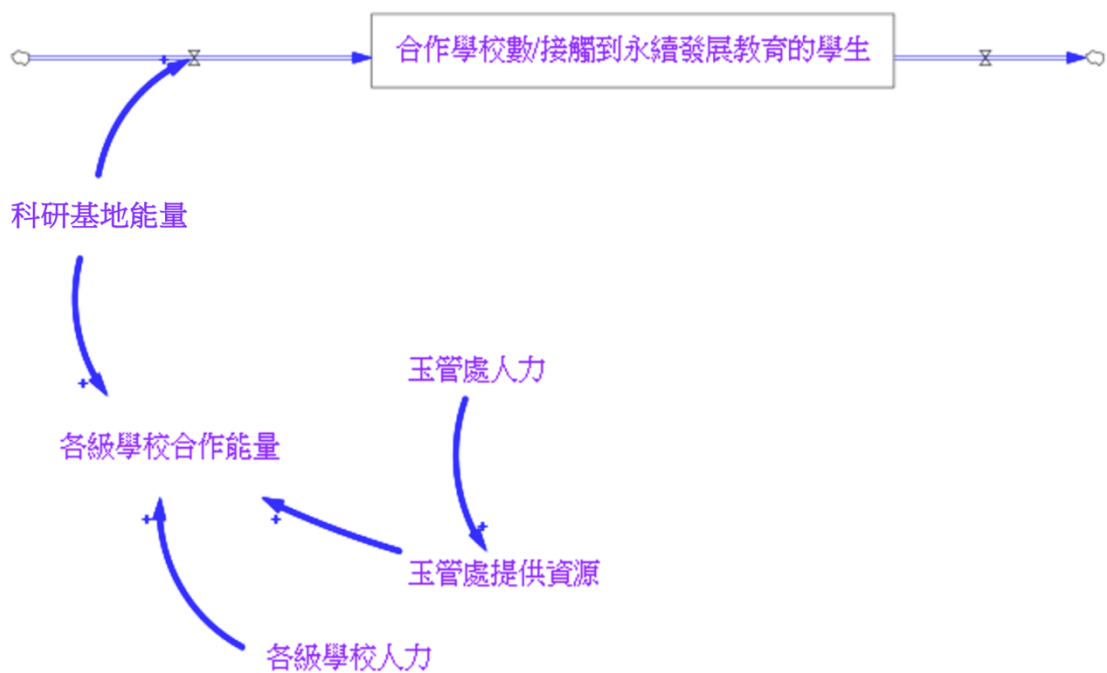 合作學校數/接觸到永續發展教育的學生
科研基地能量
玉管處人力
各級學校合作能量
玉管處提供資源
各級學校人力